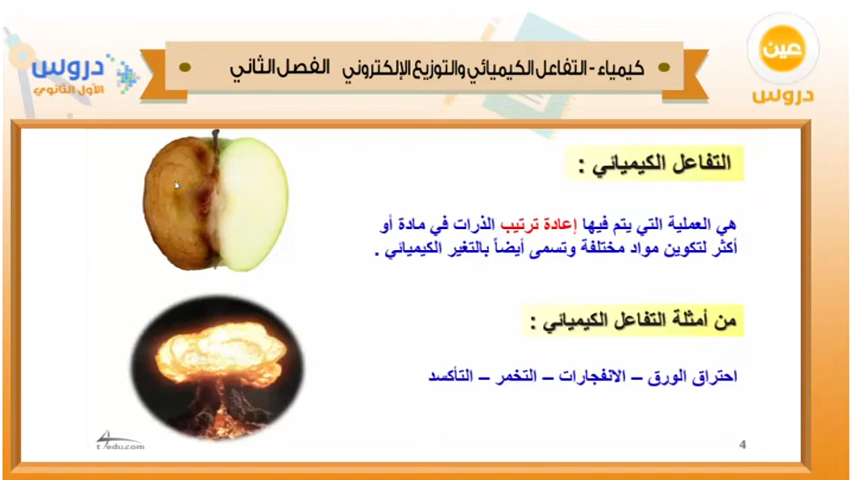 دروس
الأول الثانوي
كيمياء - التفاعل الكيميائي والتوزيع الإلكتروني الفصل الثاني
عين
دروس
التفاعل الكيميائي :
هي العملية التي يتم فيها إعادة ترتيب الذرات في مادة أو
أكثر لتكوين مواد مختلفة وتسمى أيضاً بالتغير الكيميائي .
من أمثلة التفاعل الكيميائي :
احتراق الورق – الانفجارات – التخمر – التأكسد
t4edu.com
4